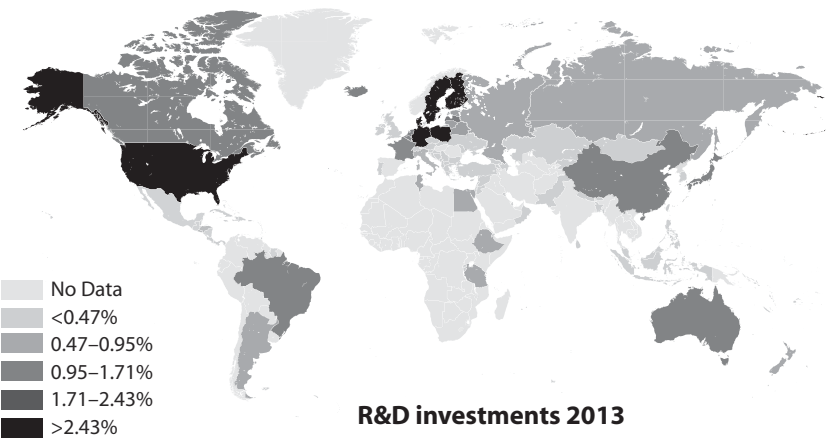 No Data
<0.47%
0.47–0.95%
0.95–1.71%
1.71–2.43%
>2.43%
R&D investments 2013